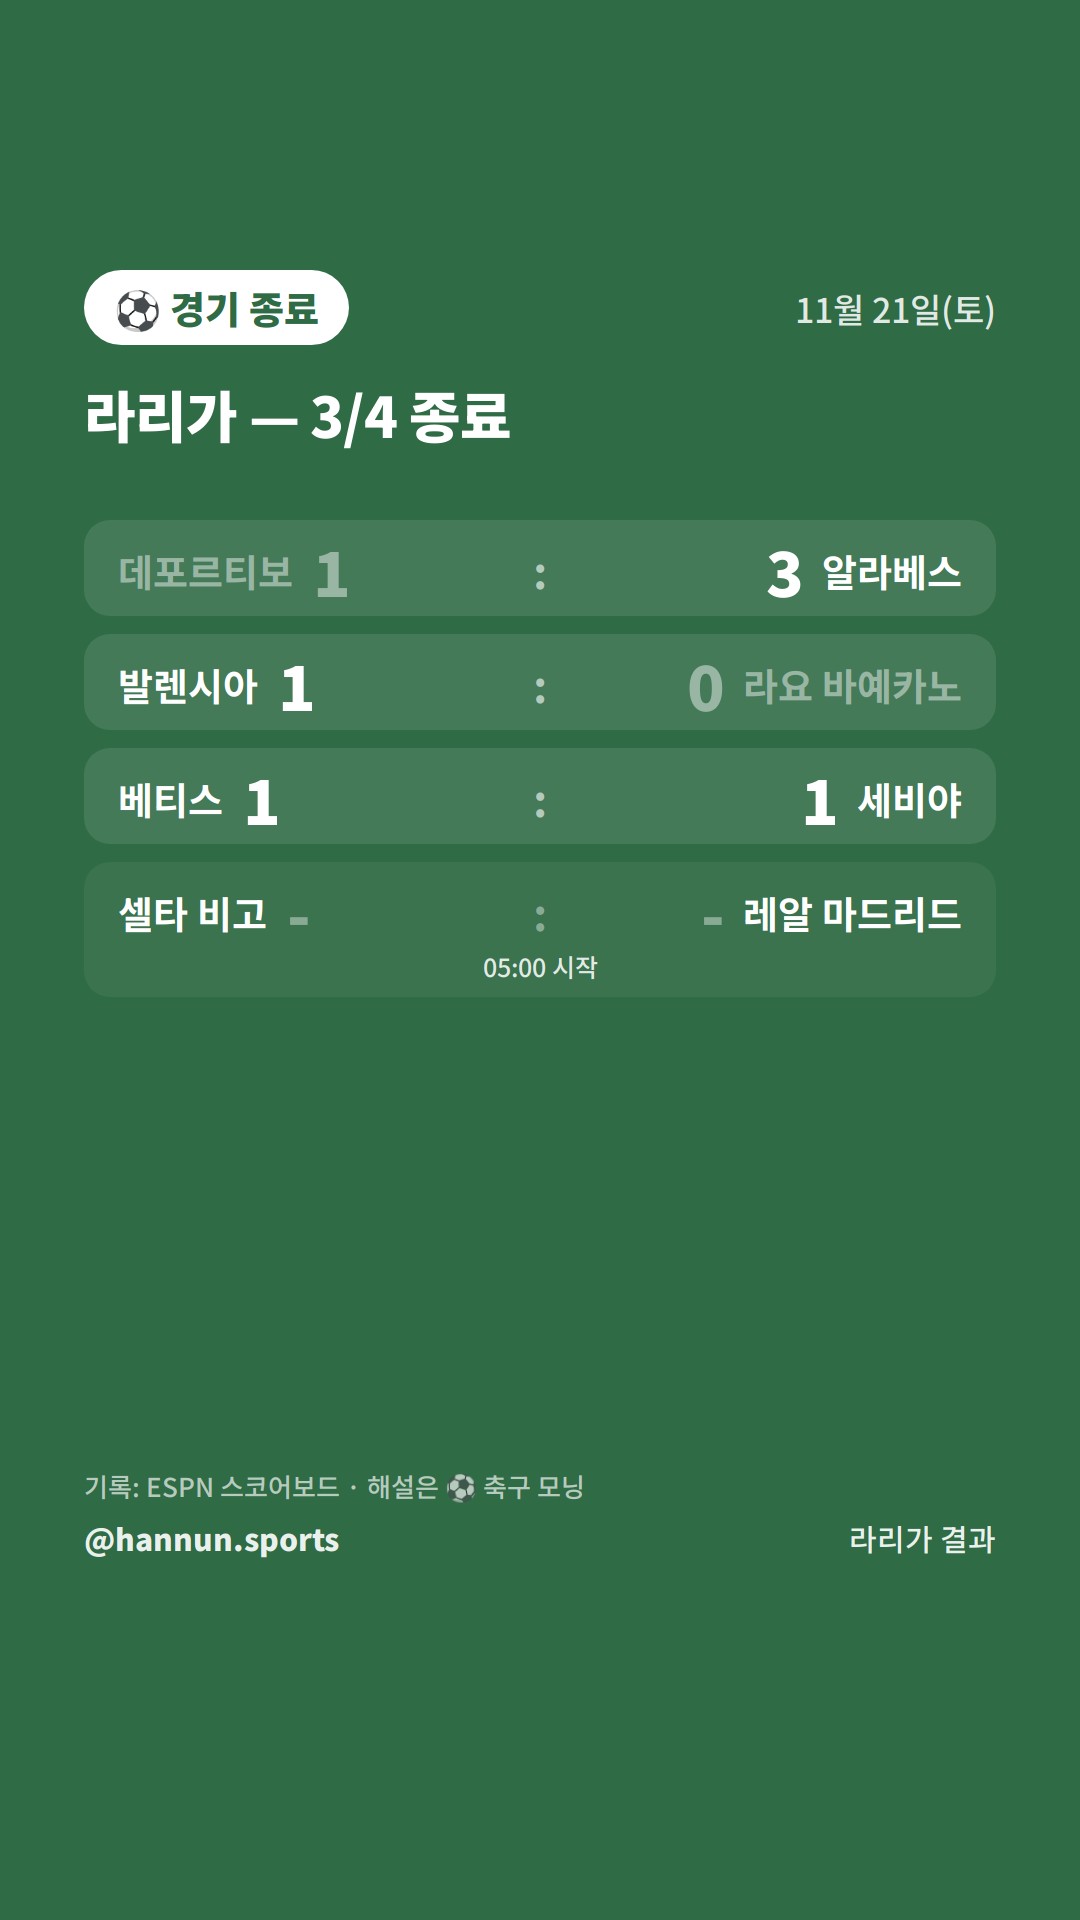 ⚽ 경기 종료
11월 21일(토)
라리가 — 3/4 종료
데포르티보 1 : 3 알라베스
발렌시아 1 : 0 라요 바예카노
베티스 1 : 1 세비야
셀타 비고 - : - 레알 마드리드
05:00 시작
기록: ESPN 스코어보드 · 해설은 ⚽ 축구 모닝
@hannun.sports
라리가 결과